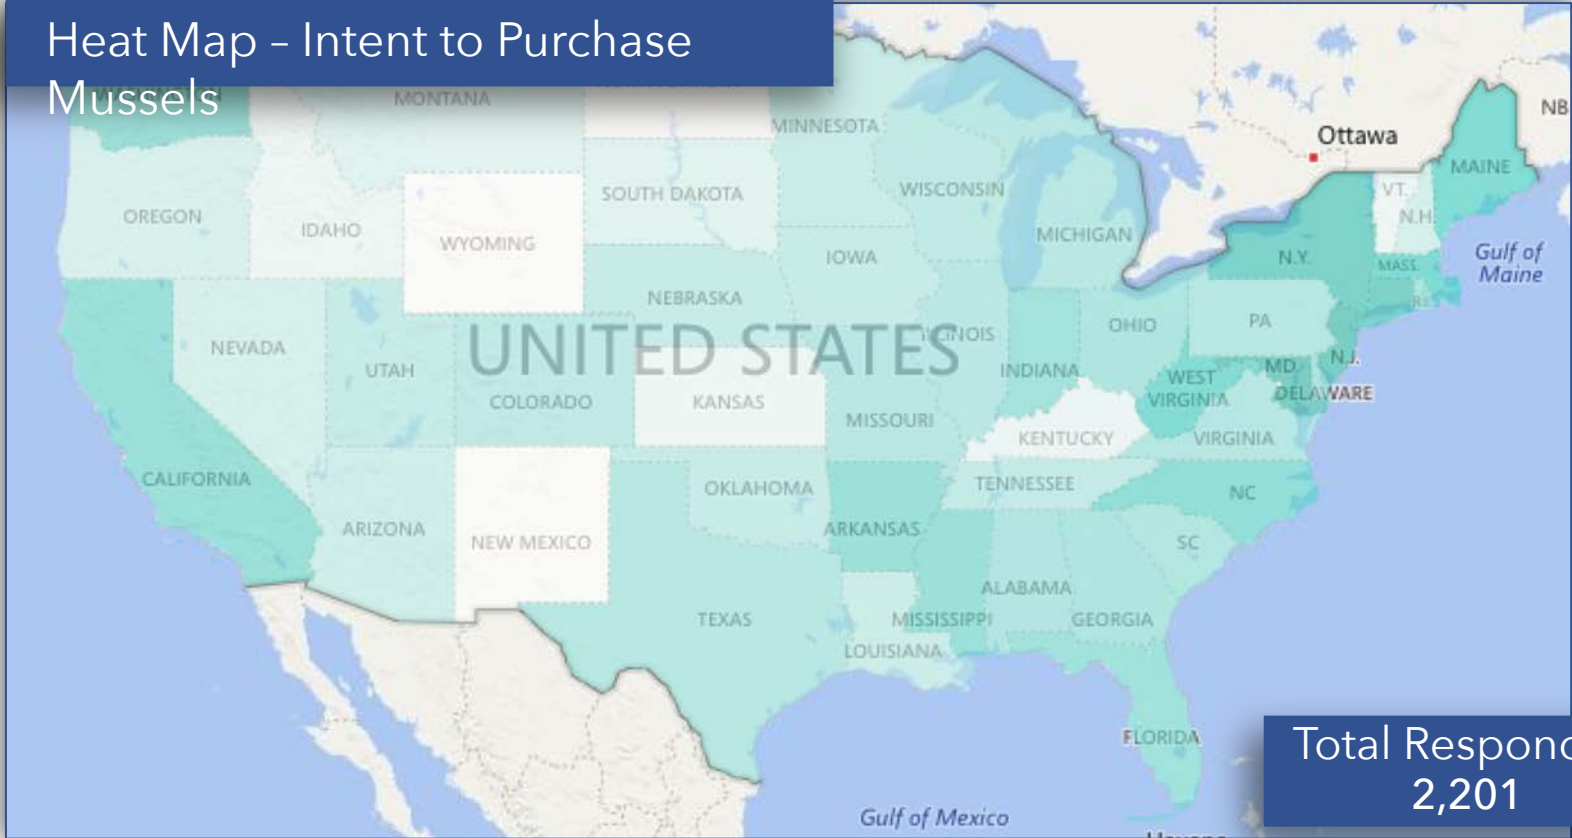 Heat Map – Intent to Purchase
Mussels
MONTANA
MINNESOTA
Ottawa
NB
MAINE
VT.
N.H.
OREGON
IDAHO
WYOMING
SOUTH DAKOTA
WISCONSIN
MICHIGAN
N.Y.
MASS.
R.I.
Gulf of
Maine
IOWA
NEBRASKA
NEVADA
UTAH
UNITED STATES
COLORADO
KANSAS
MISSOURI
INDIANA
OHIO
PA
N.J.
MD.
DELAWARE
WEST
VIRGINIA
KENTUCKY
VIRGINIA
CALIFORNIA
ARIZONA
NEW MEXICO
OKLAHOMA
ARKANSAS
TENNESSEE
NC
SC
TEXAS
LOUISIANA
MISSISSIPPI
ALABAMA
GEORGIA
FLORIDA
Gulf of Mexico
Total Respond
2,201